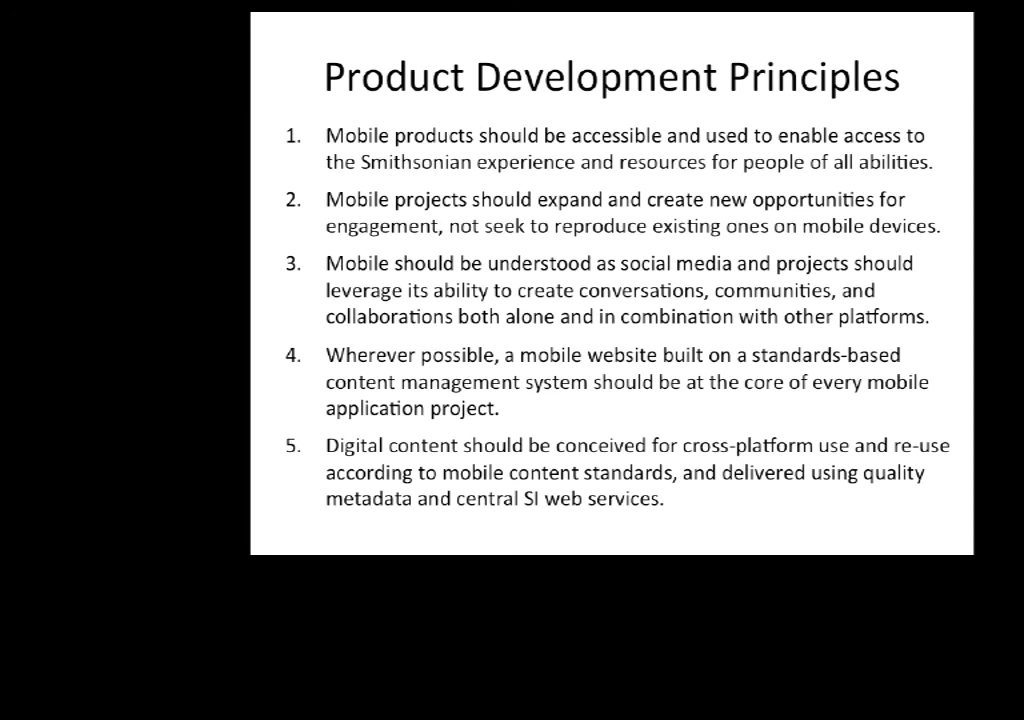 Product Development Principles
1. Mobile products should be accessible and used to enable access to
the Smithsonian experience and resources for people of all abilities.
2. Mobile projects should expand and create new opportunities for
engagement, not seek to reproduce existing ones on mobile devices.
3. Mobile should be understood as social media and projects should
leverage its ability to create conversations, communities, and
collaborations both alone and in combination with other platforms.
4. Wherever possible, a mobile website built on a standards-based
content management system should be at the core of every mobile
application project.
5. Digital content should be conceived for cross-platform use and re-use
according to mobile content standards, and delivered using quality
metadata and central SI web services.